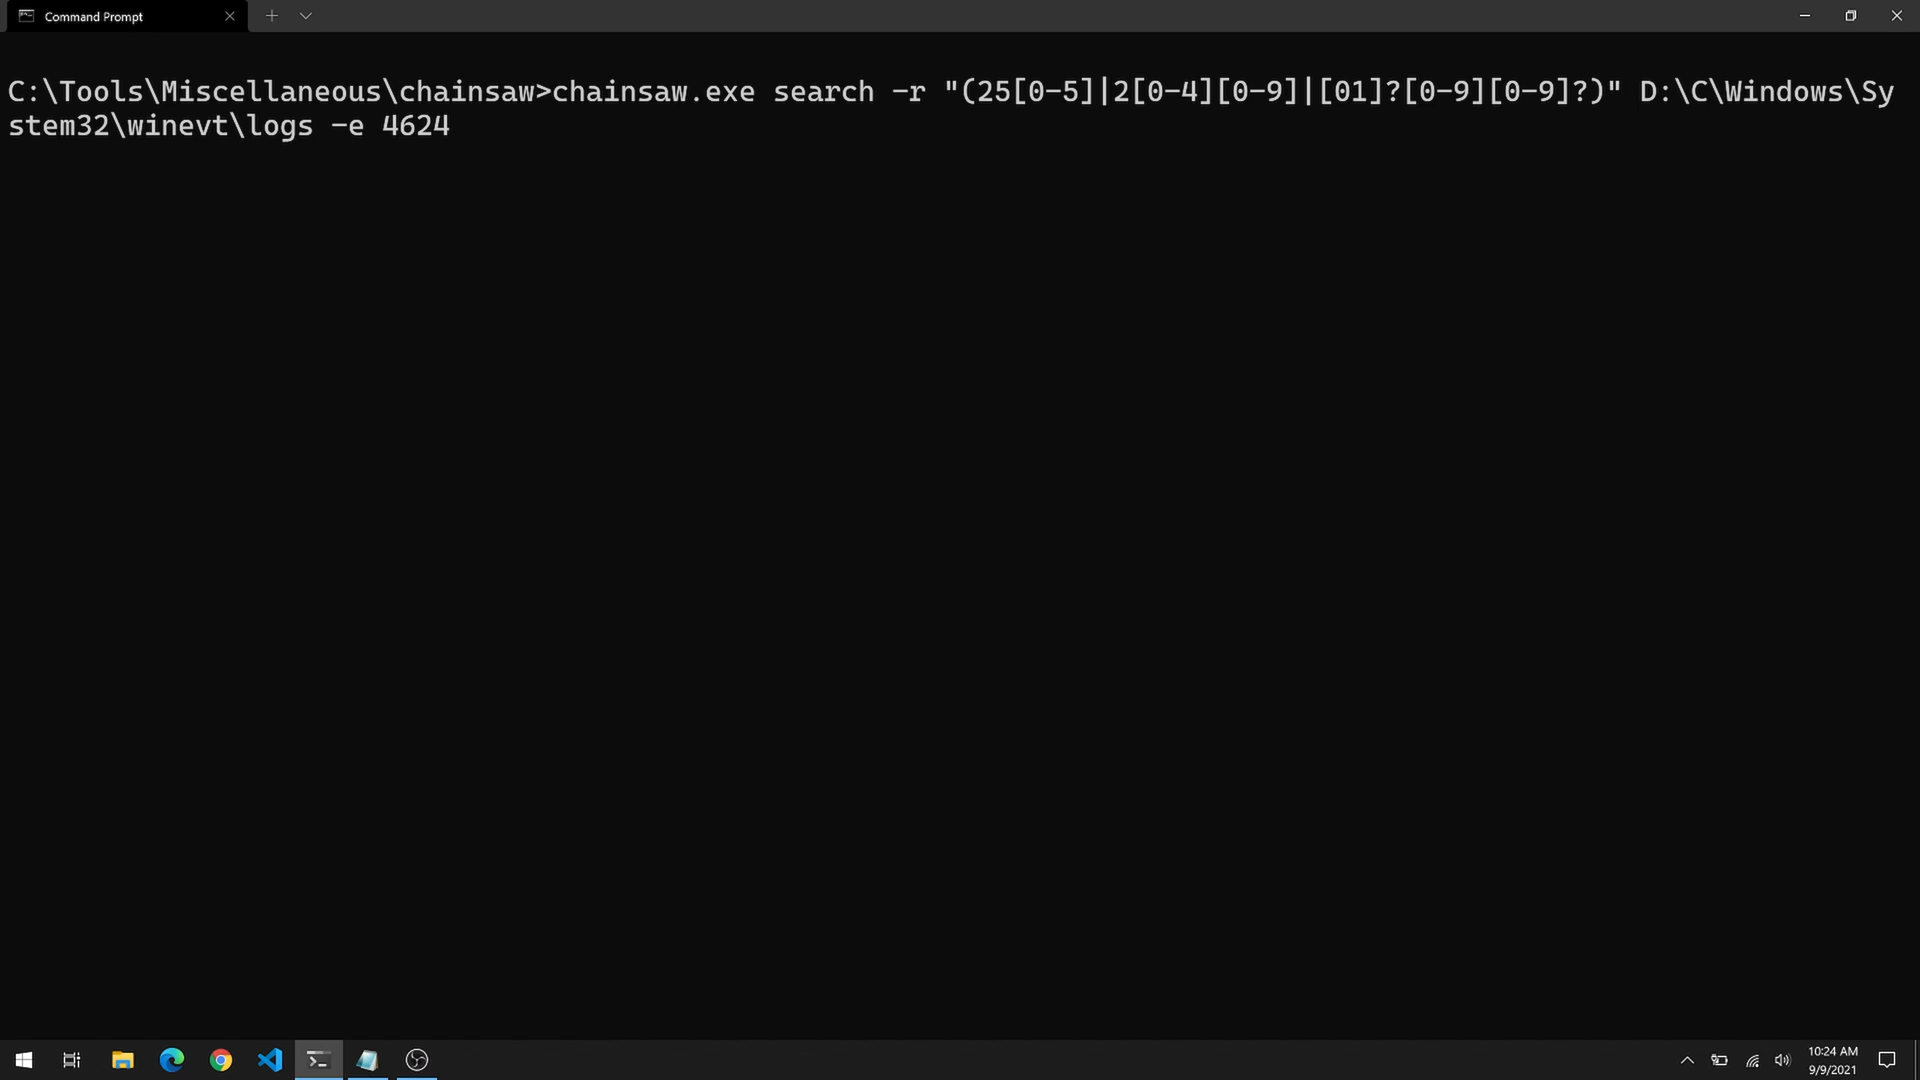 Command Prompt
C:\Tools\Miscellaneous\chainsaw>chainsaw.exe search -r "(25[0-5]|2[0-4][0-9]|[01]?[0-9][0-9]?)" D:\C\Windows\Sy
stem32\winevt\logs -e 4624
10:24 AM
9/9/2021